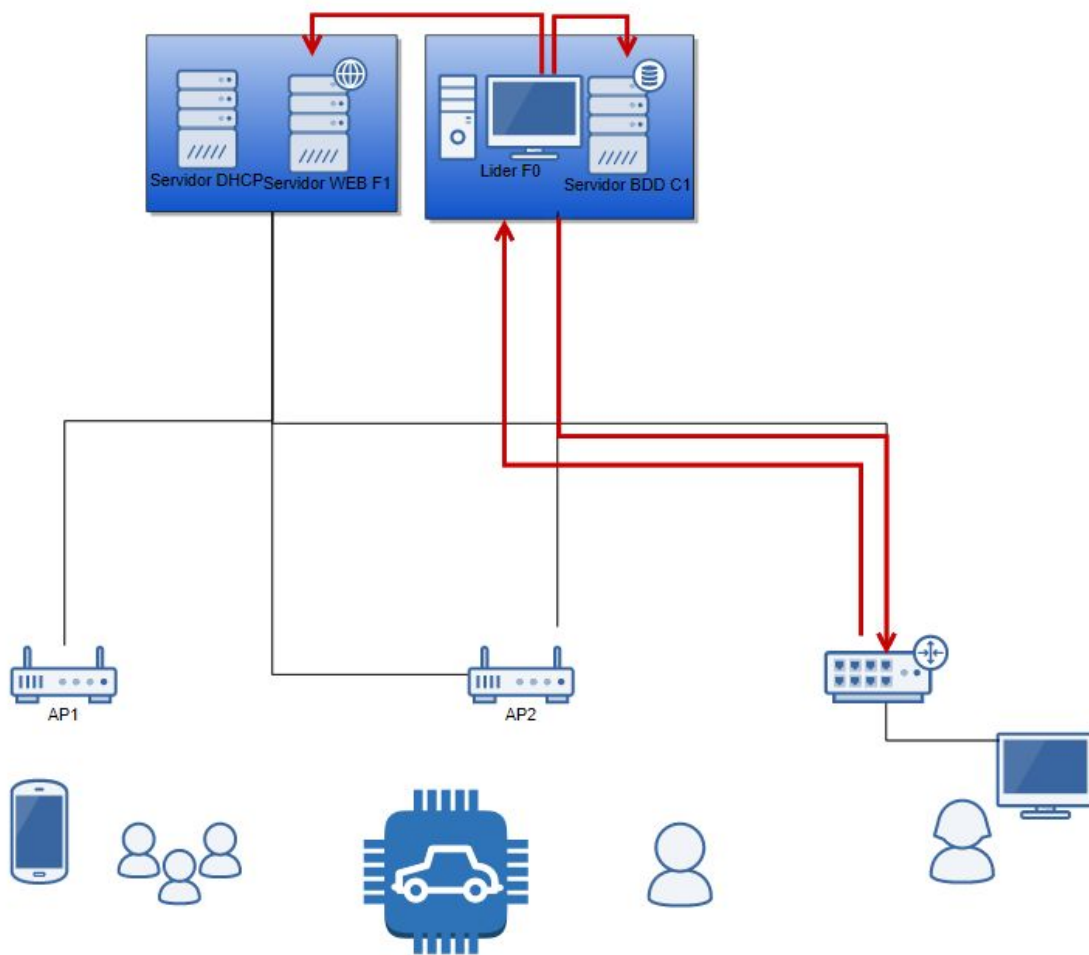 Servidor DHCP
Servidor WEB F1
Lider F0
Servidor BDD C1
AP1
AP2